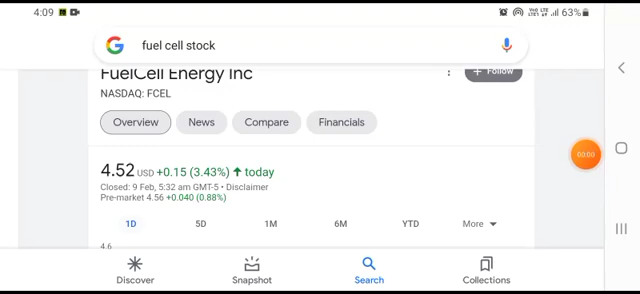 4:09 63%
fuel cell stock
FuelCell Energy Inc
+ Follow
NASDAQ: FCEL
Overview News Compare Financials
4.52 USD +0.15 (3.43%) ↑ today
Closed: 9 Feb, 5:32 am GMT-5 • Disclaimer
Pre-market 4.56 +0.040 (0.88%)
00:00
1D 5D 1M 6M YTD More
4.6
Discover Snapshot Search Collections